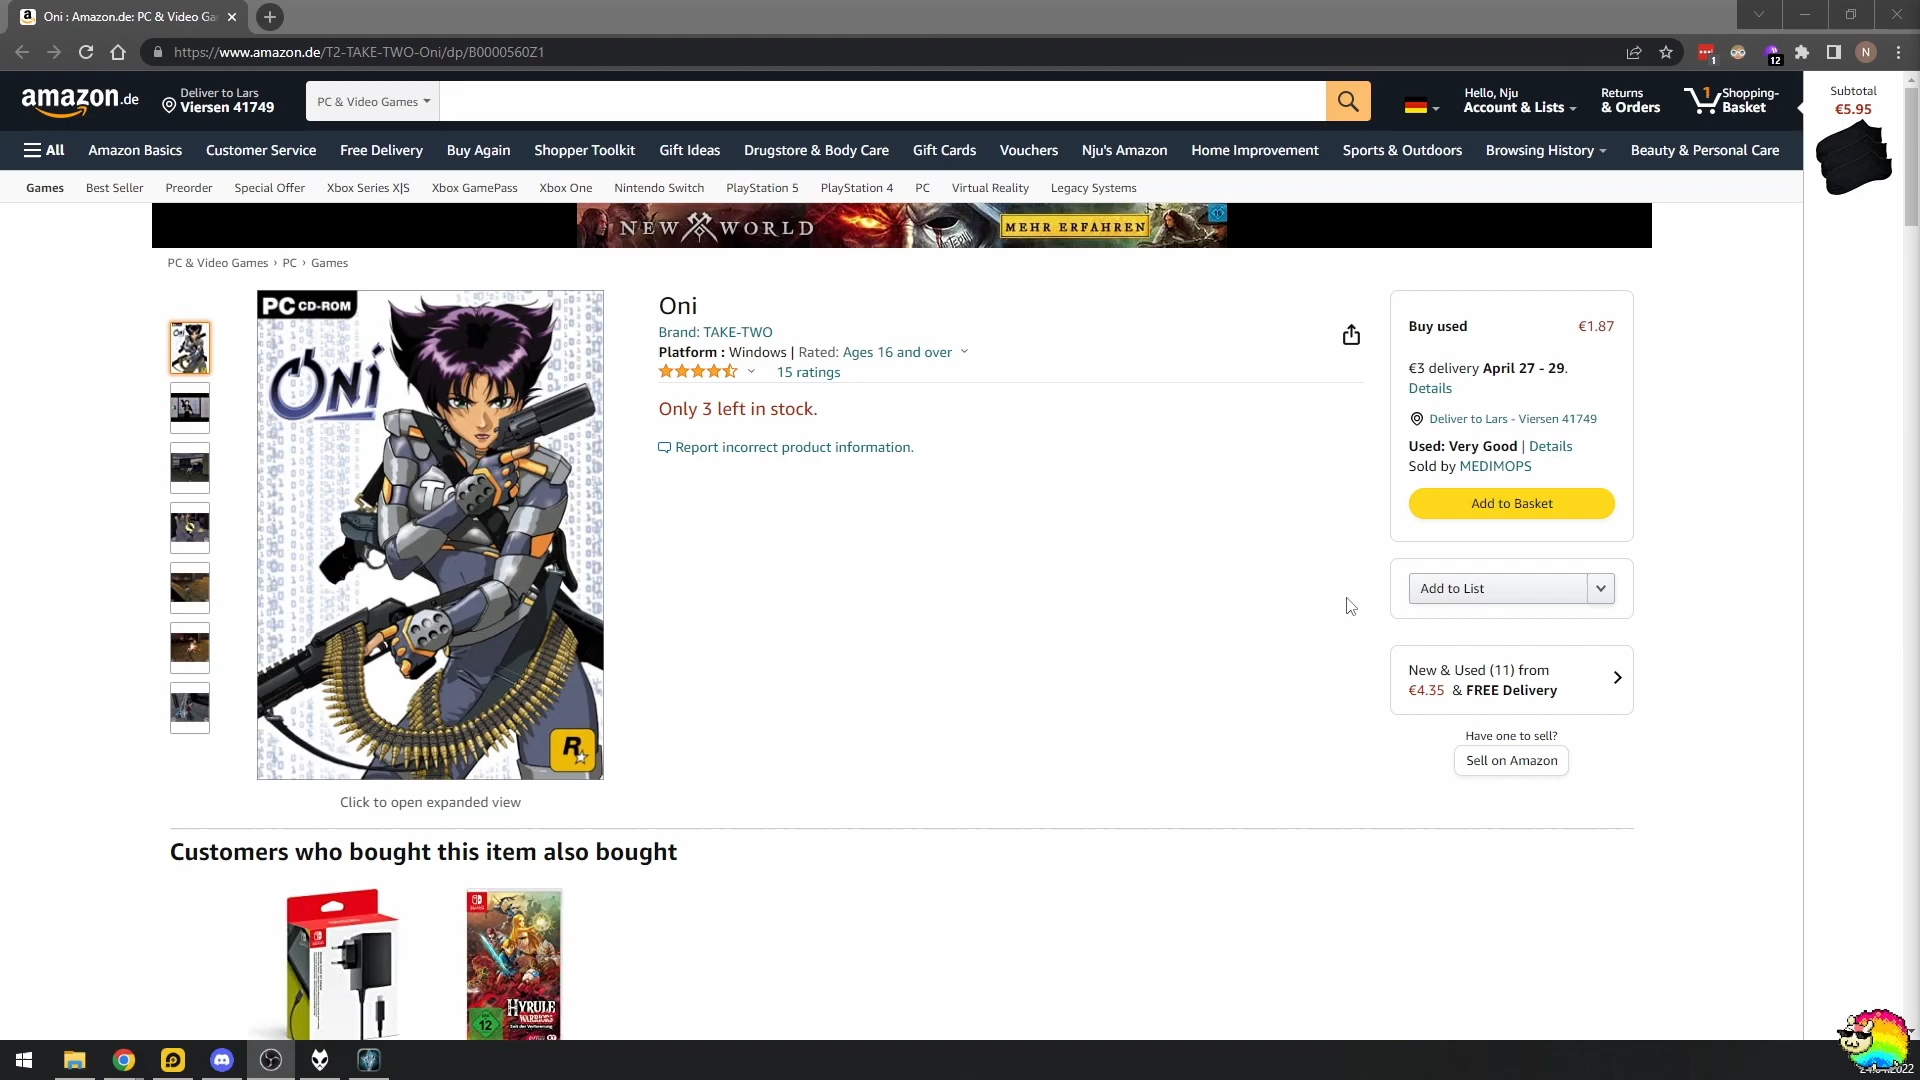 Oni : Amazon.de: PC & Video Ga
https://www.amazon.de/T2-TAKE-TWO-Oni/dp/B0000560Z1
1
12
N
amazon.de
Deliver to Lars
Viersen 41749
PC & Video Games
Hello, Nju
Account & Lists
Returns
& Orders
1
Shopping-
Basket
Subtotal
€5.95
All
Amazon Basics
Customer Service
Free Delivery
Buy Again
Shopper Toolkit
Gift Ideas
Drugstore & Body Care
Gift Cards
Vouchers
Nju's Amazon
Home Improvement
Sports & Outdoors
Browsing History
Beauty & Personal Care
Games
Best Seller
Preorder
Special Offer
Xbox Series X|S
Xbox GamePass
Xbox One
Nintendo Switch
PlayStation 5
PlayStation 4
PC
Virtual Reality
Legacy Systems
NEW WORLD
MEHR ERFAHREN
PC & Video Games › PC › Games
PC CD-ROM
ONI
T
R
Click to open expanded view
Oni
Brand: TAKE-TWO
Platform : Windows | Rated: Ages 16 and over
15 ratings
Only 3 left in stock.
Report incorrect product information.
Buy used €1.87
€3 delivery April 27 - 29.
Details
Deliver to Lars - Viersen 41749
Used: Very Good | Details
Sold by MEDIMOPS
Add to Basket
Add to List
New & Used (11) from
€4.35 & FREE Delivery
Have one to sell?
Sell on Amazon
Customers who bought this item also bought
HYRULE
WARRIORS
12